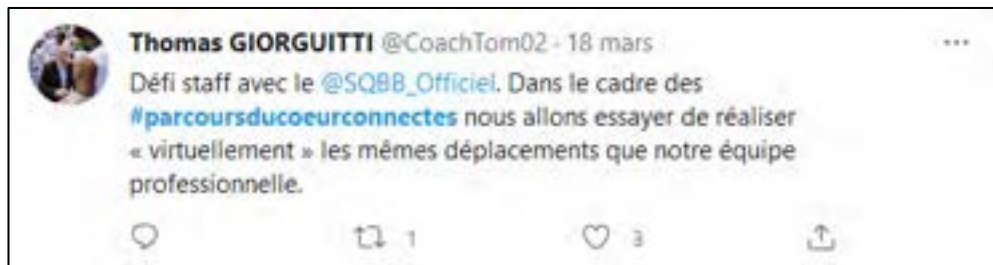 Thomas GIORGUITTI @CoachTom02 · 18 mars
Défi staff avec le @SQBB_Officiel. Dans le cadre des
#parcoursducoeurconnectes nous allons essayer de réaliser
« virtuellement » les mêmes déplacements que notre équipe
professionnelle.
1 3